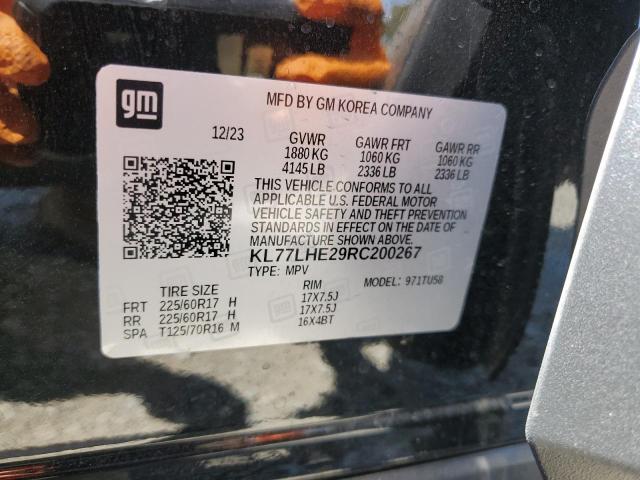 gm
MFD BY GM KOREA COMPANY
12/23 GVWR GAWR FRT GAWR RR
1880 KG 1060 KG 1060 KG
4145 LB 2336 LB 2336 LB
THIS VEHICLE CONFORMS TO ALL
APPLICABLE U.S. FEDERAL MOTOR
VEHICLE SAFETY AND THEFT PREVENTION
STANDARDS IN EFFECT ON THE DATE OF
MANUFACTURE SHOWN ABOVE.
KL77LHE29RC200267
TYPE: MPV MODEL: 971TU58
TIRE SIZE RIM
FRT 225/60R17 H 17X7.5J
RR 225/60R17 H 17X7.5J
SPA T125/70R16 M 16X4BT